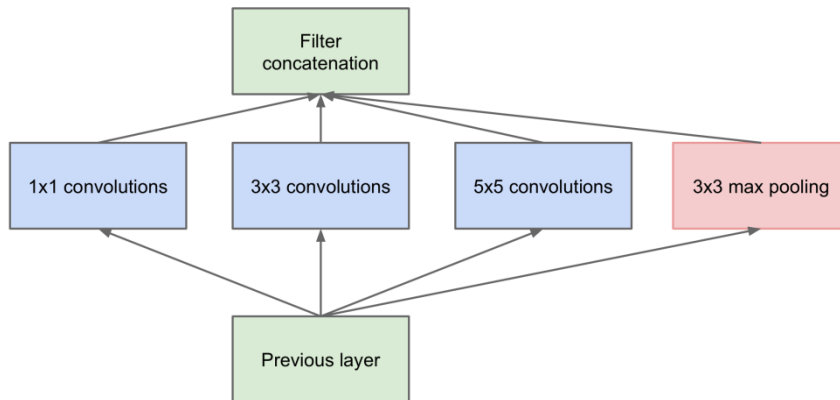 Filter
concatenation
1x1 convolutions
3x3 convolutions
5x5 convolutions
3x3 max pooling
Previous layer